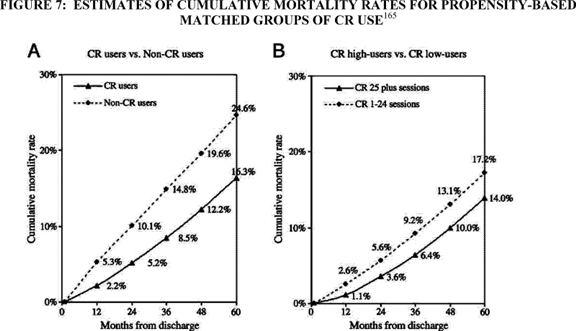 FIGURE 7: ESTIMATES OF CUMULATIVE MORTALITY RATES FOR PROPENSITY-BASED
MATCHED GROUPS OF CR USE165
A
CR users vs. Non-CR users
30%
20%
10%
0%
Cumulative mortality rate
CR users
Non-CR users
24.6%
19.6%
16.3%
14.8%
12.2%
10.1%
8.5%
5.3%
5.2%
2.2%
0 12 24 36 48 60
Months from discharge
B
CR high-users vs. CR low-users
30%
20%
10%
0%
Cumulative mortality rate
CR 25 plus sessions
CR 1-24 sessions
17.2%
14.0%
13.1%
10.0%
9.2%
6.4%
5.6%
3.6%
2.6%
1.1%
0 12 24 36 48 60
Months from discharge